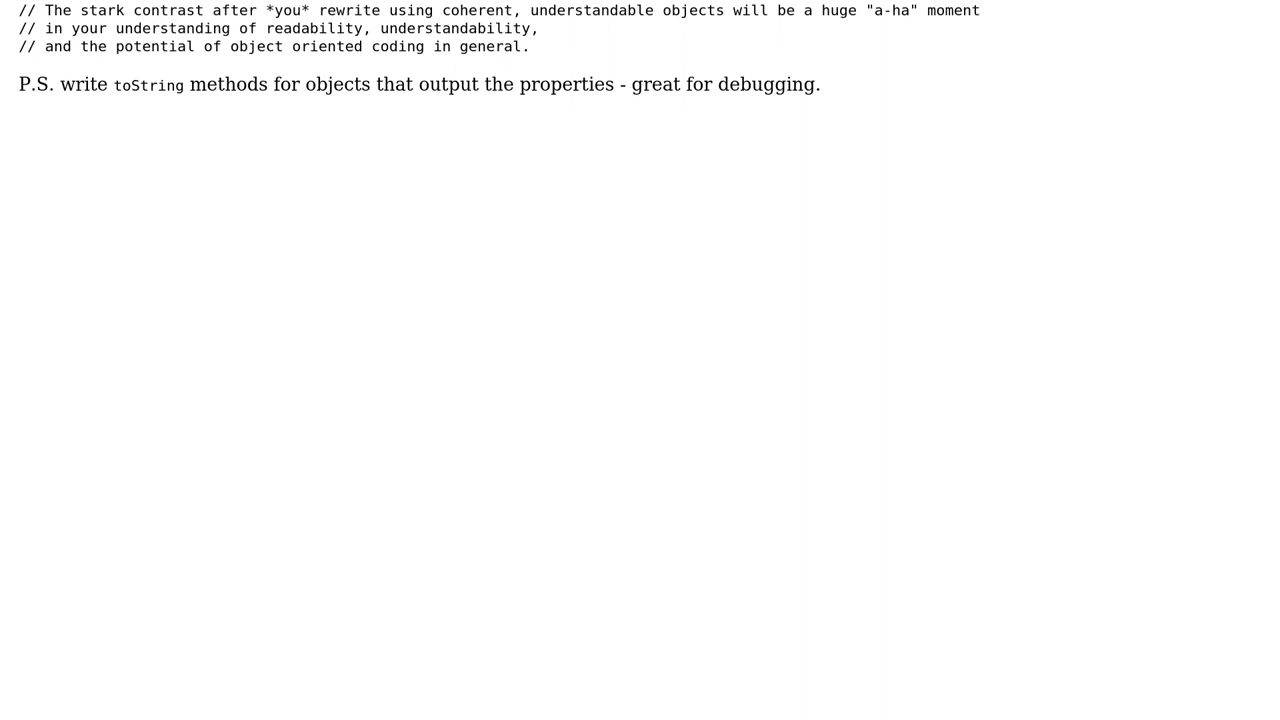 // The stark contrast after *you* rewrite using coherent, understandable objects will be a huge "a-ha" moment
// in your understanding of readability, understandability,
// and the potential of object oriented coding in general.
P.S. write toString methods for objects that output the properties - great for debugging.